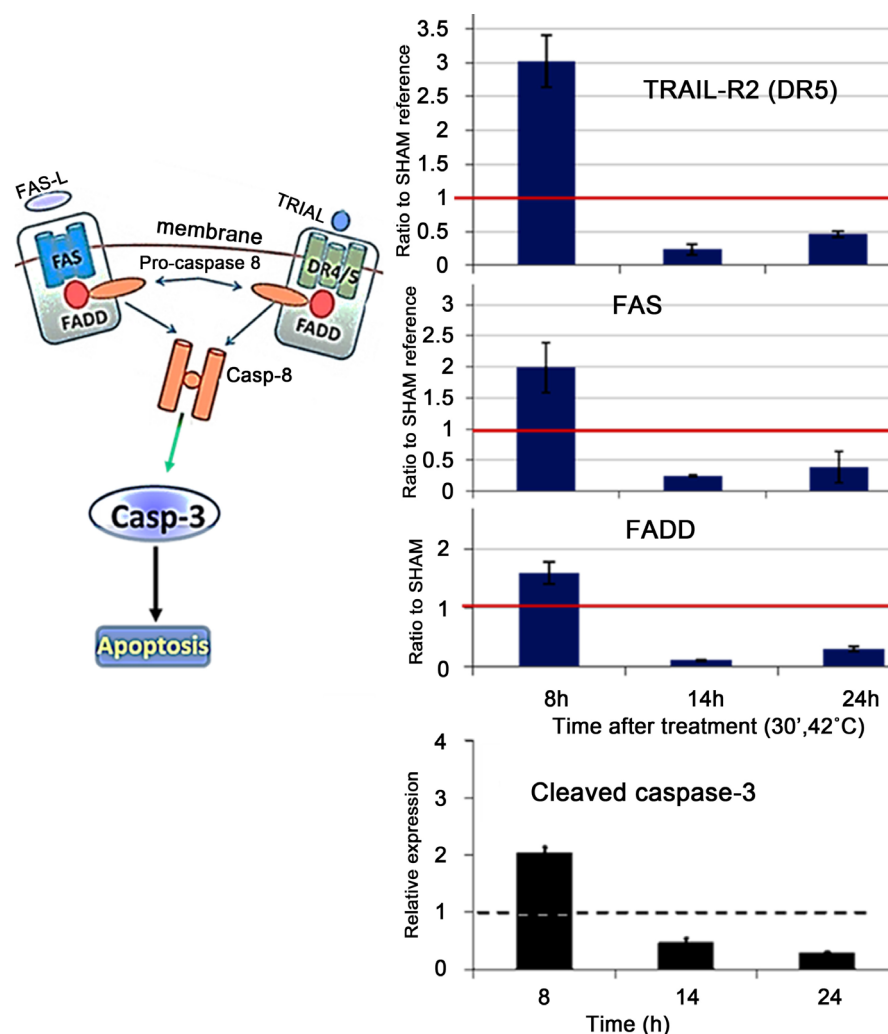 FAS-L
FAS
FADD
membrane
Pro-caspase 8
TRIAL
DR4/5
FADD
Casp-8
Casp-3
Apoptosis
TRAIL-R2 (DR5)
Ratio to SHAM reference
3.5
3
2.5
2
1.5
1
0.5
0
FAS
Ratio to SHAM reference
3
2.5
2
1.5
1
0.5
0
FADD
Ratio to SHAM
2
1
0
8h 14h 24h
Time after treatment (30',42°C)
Cleaved caspase-3
Relative expression
4
3
2
1
0
8 14 24
Time (h)